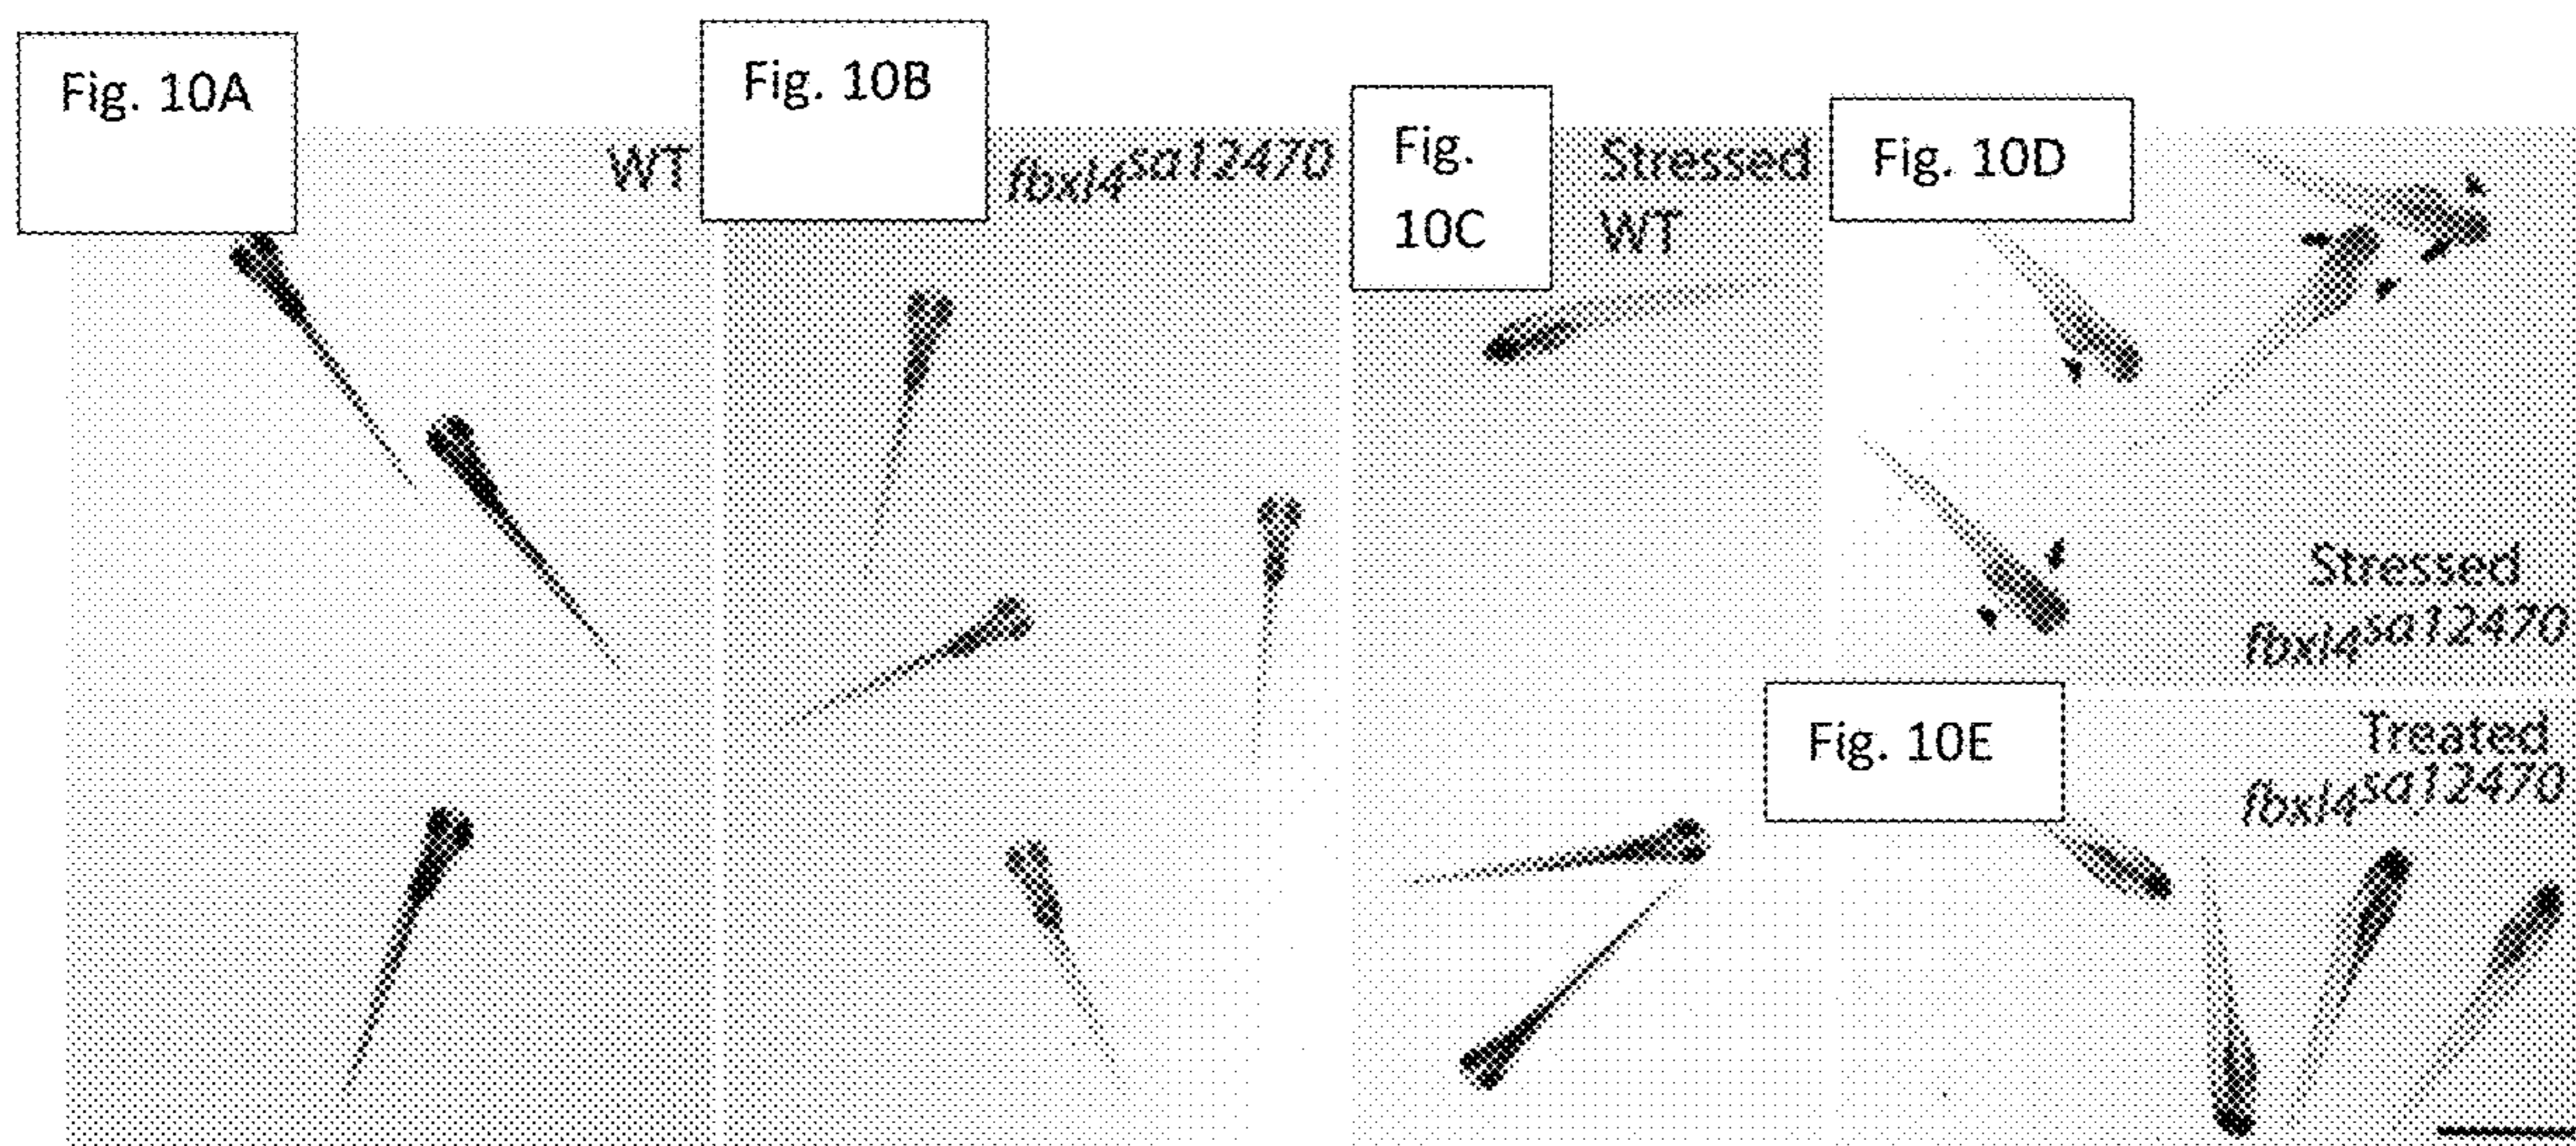 Fig. 10A
WT
Fig. 10B
fbxl4sa12470
Fig.
10C
Stressed
WT
Fig. 10D
Stressed
fbxl4sa12470
Fig. 10E
Treated
fbxl4sa12470